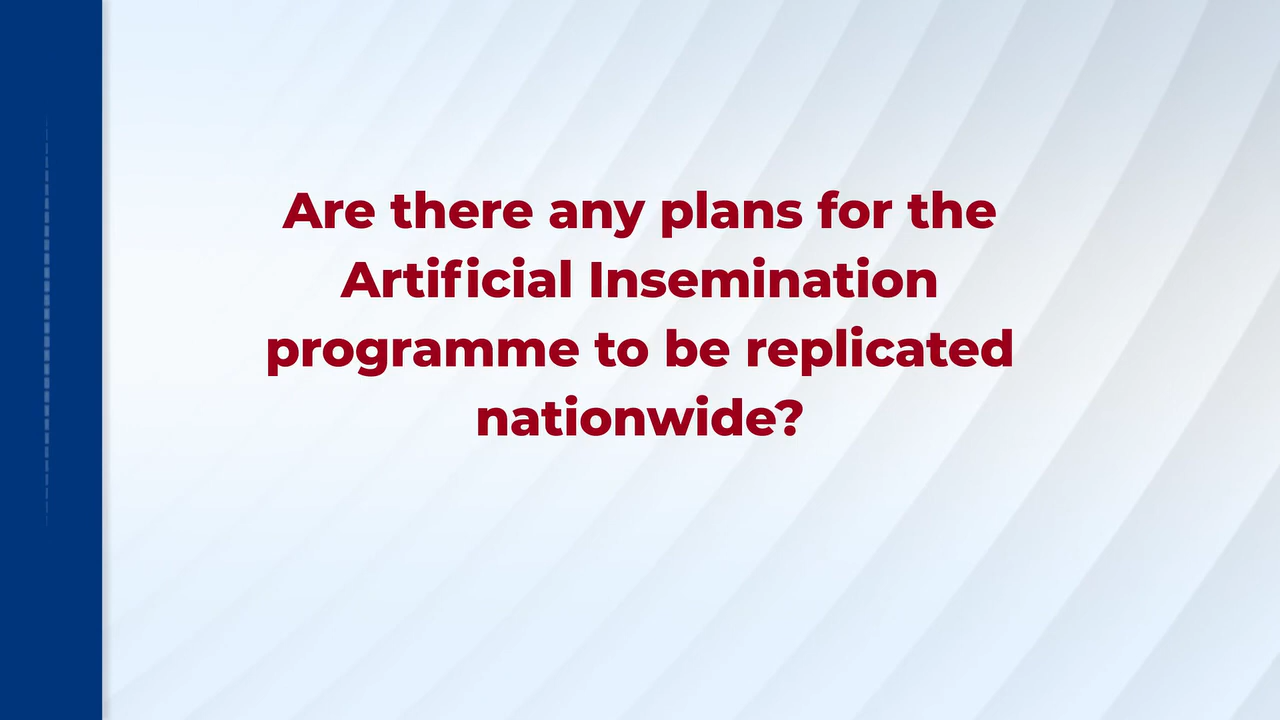 Are there any plans for the
Artificial Insemination
programme to be replicated
nationwide?